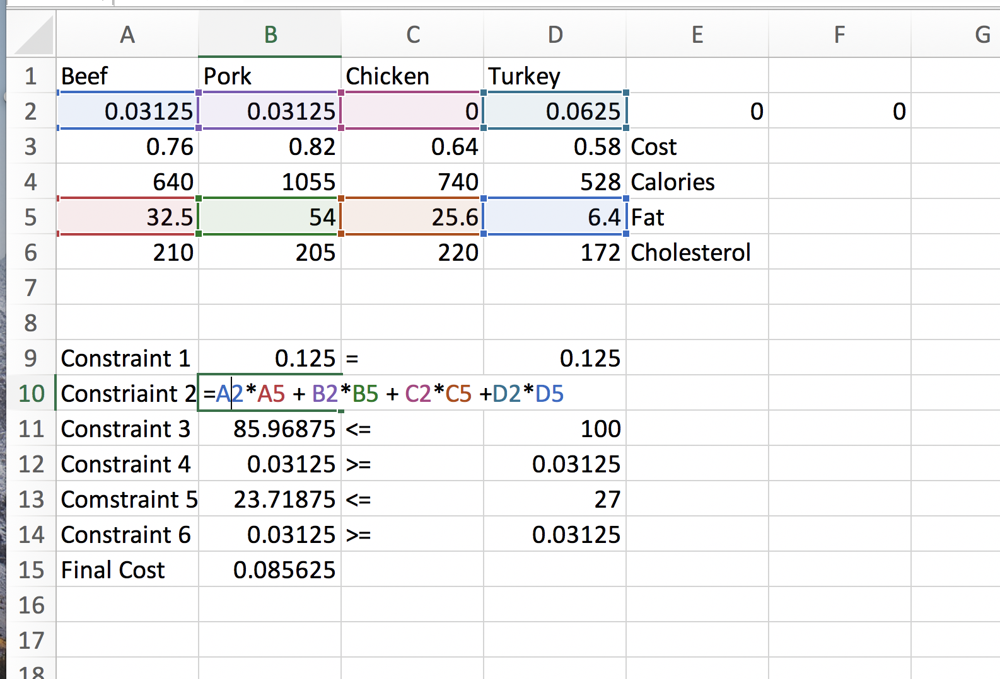 A B C D E F G
1 Beef Pork Chicken Turkey
2 0.03125 0.03125 0 0.0625 0 0
3 0.76 0.82 0.64 0.58 Cost
4 640 1055 740 528 Calories
5 32.5 54 25.6 6.4 Fat
6 210 205 220 172 Cholesterol
7
8
9 Constraint 1 0.125 = 0.125
10 Constriaint 2 =A2*A5 + B2*B5 + C2*C5 +D2*D5
11 Constraint 3 85.96875 <= 100
12 Constraint 4 0.03125 >= 0.03125
13 Comstraint 5 23.71875 <= 27
14 Constraint 6 0.03125 >= 0.03125
15 Final Cost 0.085625
16
17
18